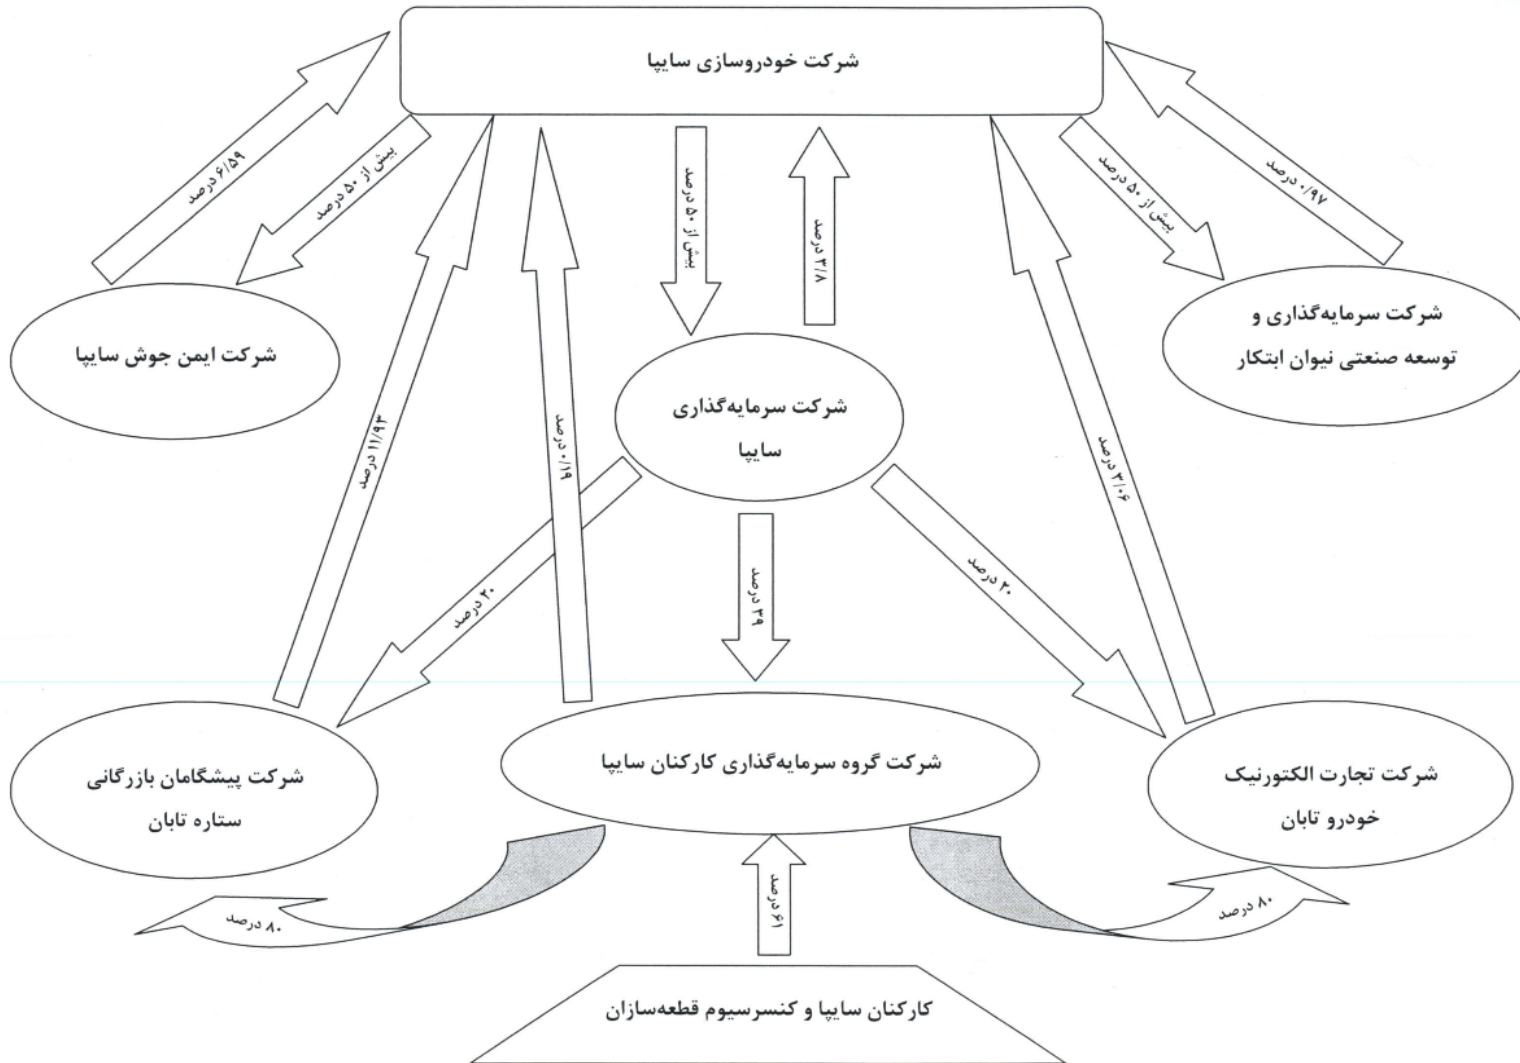 شرکت خودروسازی سایپا
۶/۵۹ درصد
بیش از ۵۰ درصد
بیش از ۵۰ درصد
۳/۸ درصد
بیش از ۵۰ درصد
۰/۹۷ درصد
شرکت سرمایه‌گذاری و
توسعه صنعتی نیوان ابتکار
شرکت ایمن جوش سایپا
شرکت سرمایه‌گذاری
سایپا
۱۱/۹۳ درصد
۰/۱۹ درصد
۳/۰۶ درصد
۲۰ درصد
۳۹ درصد
۲۰ درصد
شرکت تجارت الکتورنیک
خودرو تابان
شرکت گروه سرمایه‌گذاری کارکنان سایپا
شرکت پیشگامان بازرگانی
ستاره تابان
۸۰ درصد
۶۱ درصد
۸۰ درصد
کارکنان سایپا و کنسرسیوم قطعه‌سازان